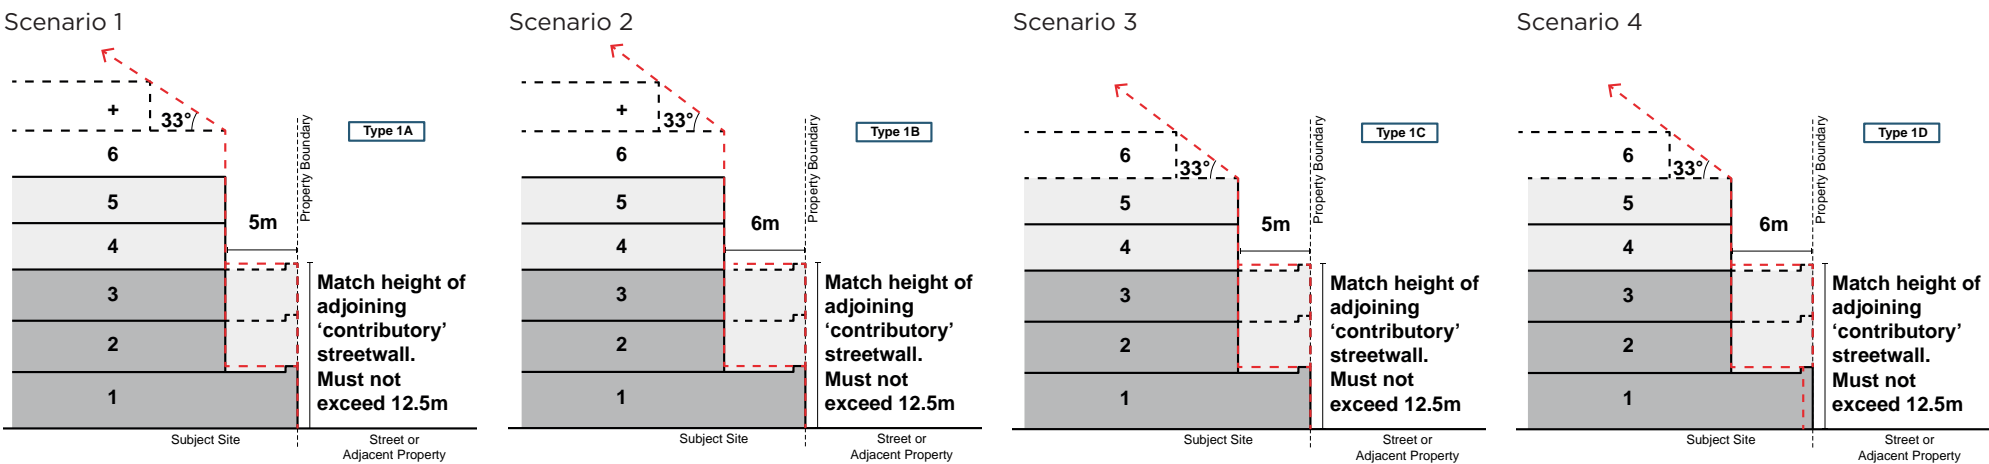 Scenario 1
+
33°
6
5
4
3
2
1
5m
Property Boundary
Type 1A
Match height of
adjoining
‘contributory’
streetwall.
Must not
exceed 12.5m
Subject Site
Street or
Adjacent Property
Scenario 2
+
33°
6
5
4
3
2
1
6m
Property Boundary
Type 1B
Match height of
adjoining
‘contributory’
streetwall.
Must not
exceed 12.5m
Subject Site
Street or
Adjacent Property
Scenario 3
6
33°
5
4
3
2
1
5m
Property Boundary
Type 1C
Match height of
adjoining
‘contributory’
streetwall.
Must not
exceed 12.5m
Subject Site
Street or
Adjacent Property
Scenario 4
6
33°
5
4
3
2
1
6m
Property Boundary
Type 1D
Match height of
adjoining
‘contributory’
streetwall.
Must not
exceed 12.5m
Subject Site
Street or
Adjacent Property